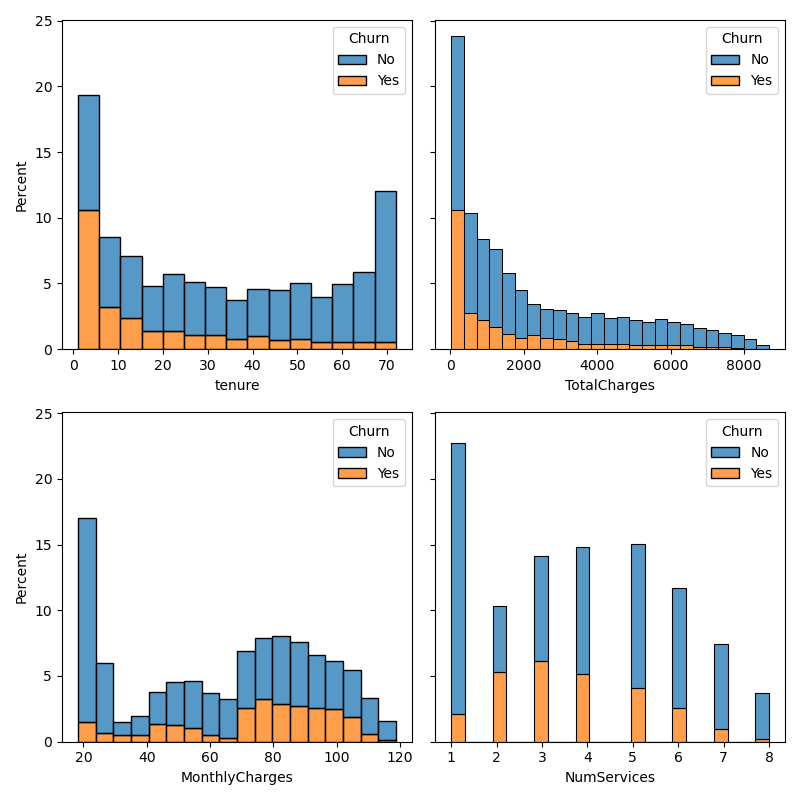 Churn
No
Yes
25
20
15
10
5
0
Percent
0 10 20 30 40 50 60 70
tenure
Churn
No
Yes
0 2000 4000 6000 8000
TotalCharges
Churn
No
Yes
25
20
15
10
5
0
Percent
20 40 60 80 100 120
MonthlyCharges
Churn
No
Yes
1 2 3 4 5 6 7 8
NumServices